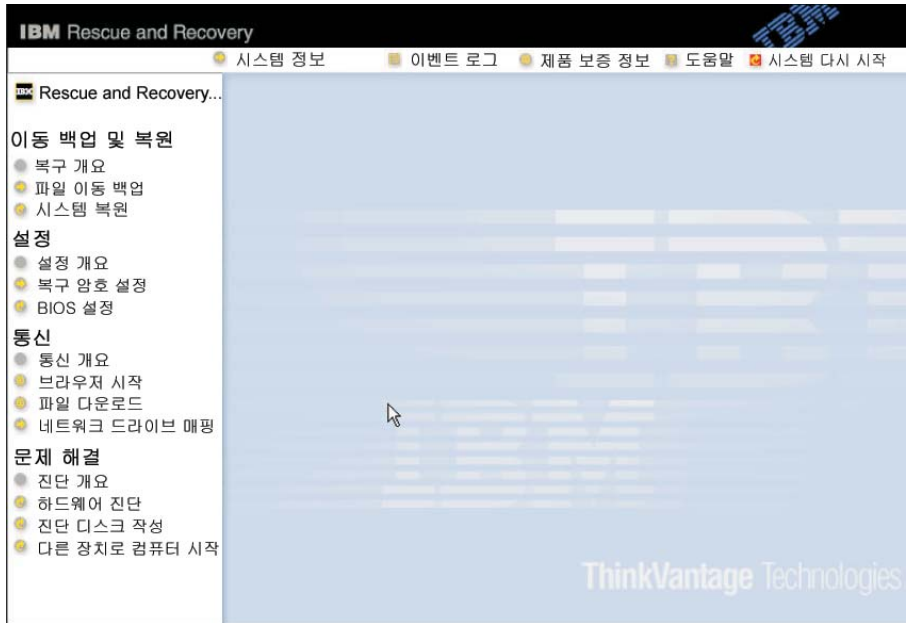 IBM Rescue and Recovery
IBM
시스템 정보 이벤트 로그 제품 보증 정보 도움말 시스템 다시 시작
Rescue and Recovery...
이동 백업 및 복원
복구 개요
파일 이동 백업
시스템 복원
설정
설정 개요
복구 암호 설정
BIOS 설정
통신
통신 개요
브라우저 시작
파일 다운로드
네트워크 드라이브 매핑
문제 해결
진단 개요
하드웨어 진단
진단 디스크 작성
다른 장치로 컴퓨터 시작
IBM
ThinkVantage Technologies